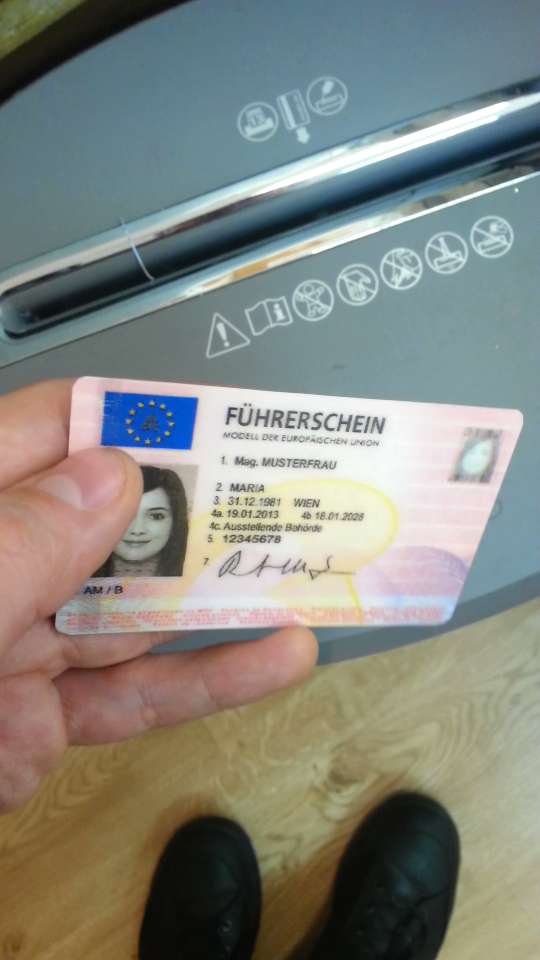 FÜHRERSCHEIN
MODELL DER EUROPÄISCHEN UNION
1. Mag. MUSTERFRAU
2. MARIA
3. 31.12.1981 WIEN
4a. 19.01.2013 4b 18.01.2028
4c. Ausstellende Behörde
5. 12345678
7.
AM / B